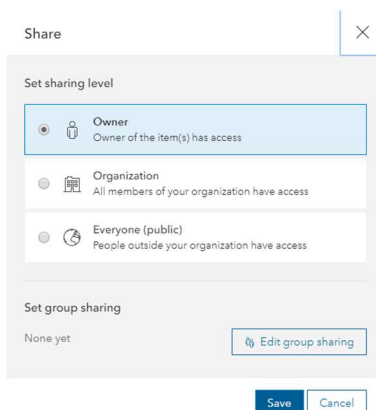 Share
Set sharing level
Owner
Owner of the item(s) has access
Organization
All members of your organization have access
Everyone (public)
People outside your organization have access
Set group sharing
None yet
Edit group sharing
Save
Cancel